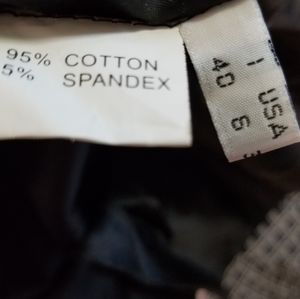 95% COTTON
5% SPANDEX
I USA
40 6